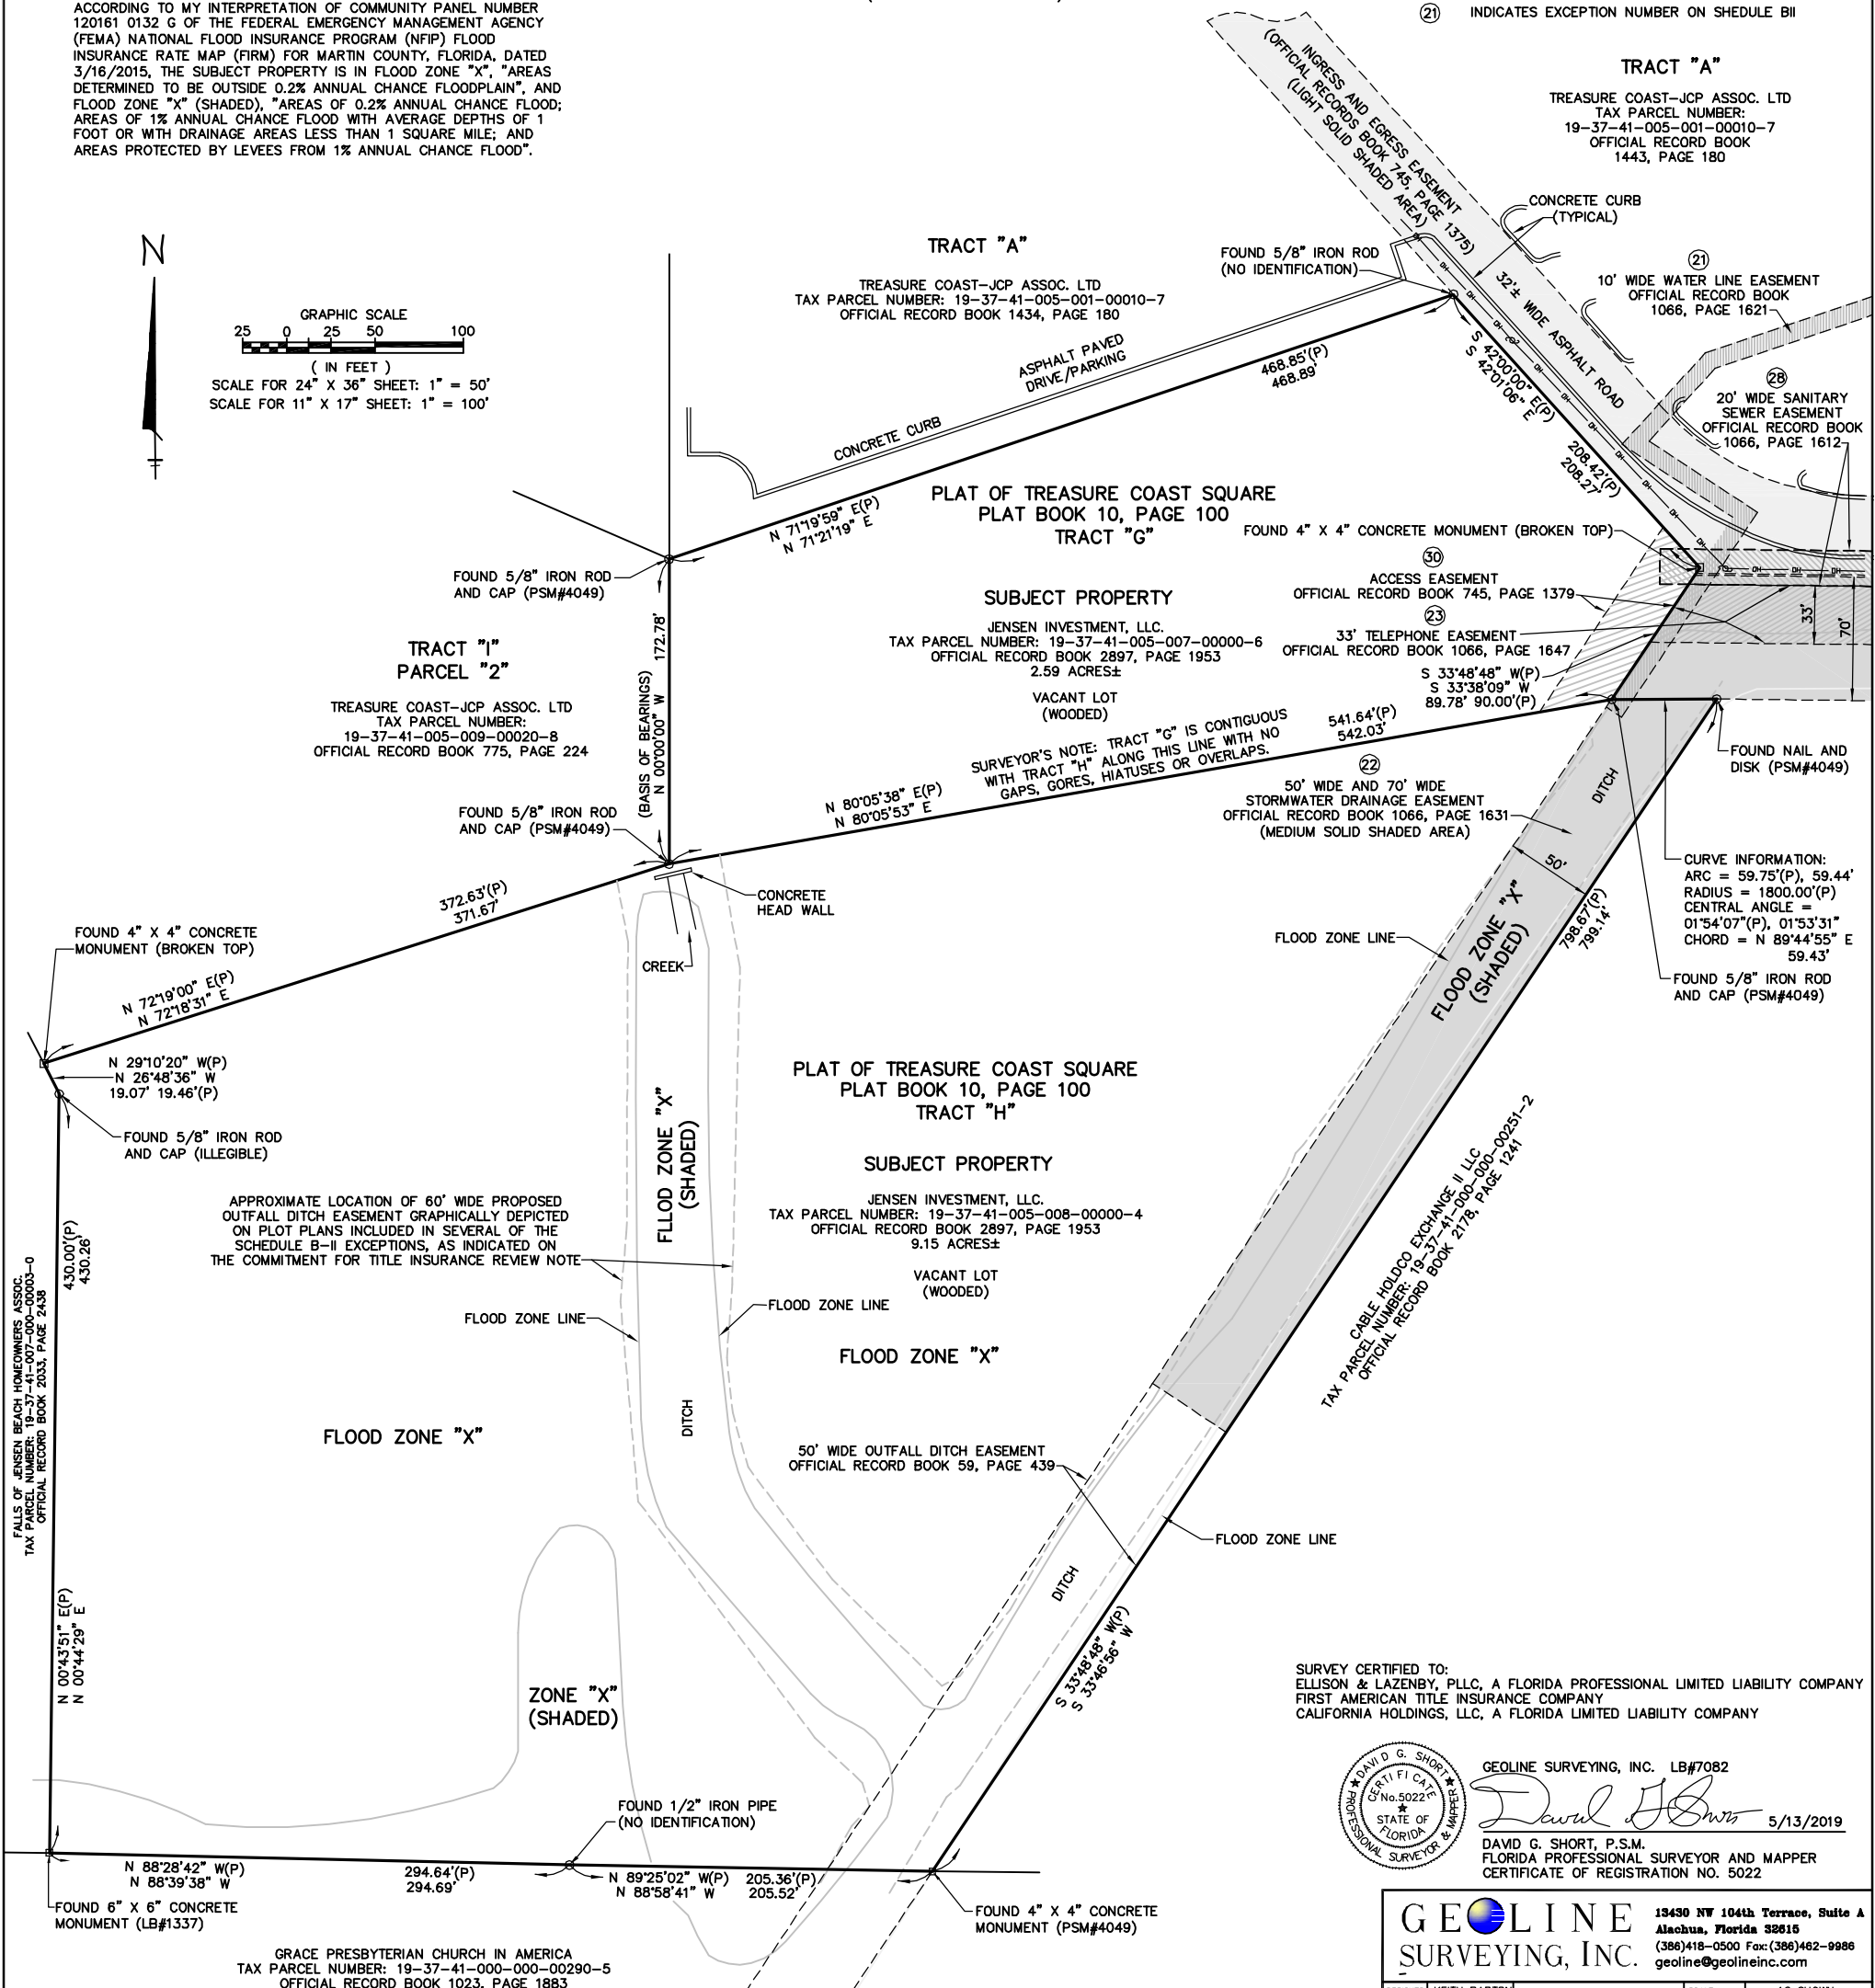 ACCORDING TO MY INTERPRETATION OF COMMUNITY PANEL NUMBER
120161 0132 G OF THE FEDERAL EMERGENCY MANAGEMENT AGENCY
(FEMA) NATIONAL FLOOD INSURANCE PROGRAM (NFIP) FLOOD
INSURANCE RATE MAP (FIRM) FOR MARTIN COUNTY, FLORIDA, DATED
3/16/2015, THE SUBJECT PROPERTY IS IN FLOOD ZONE "X", "AREAS
DETERMINED TO BE OUTSIDE 0.2% ANNUAL CHANCE FLOODPLAIN", AND
FLOOD ZONE "X" (SHADED), "AREAS OF 0.2% ANNUAL CHANCE FLOOD;
AREAS OF 1% ANNUAL CHANCE FLOOD WITH AVERAGE DEPTHS OF 1
FOOT OR WITH DRAINAGE AREAS LESS THAN 1 SQUARE MILE; AND
AREAS PROTECTED BY LEVEES FROM 1% ANNUAL CHANCE FLOOD".
21 INDICATES EXCEPTION NUMBER ON SHEDULE BII
TRACT "A"
TREASURE COAST-JCP ASSOC. LTD
TAX PARCEL NUMBER:
19-37-41-005-001-00010-7
OFFICIAL RECORD BOOK
1443, PAGE 180
INGRESS AND EGRESS EASEMENT
(OFFICIAL RECORDS BOOK 745, PAGE 1375)
(LIGHT SOLID SHADED AREA)
CONCRETE CURB
(TYPICAL)
32'± WIDE ASPHALT ROAD
N
GRAPHIC SCALE
25 0 25 50 100
( IN FEET )
SCALE FOR 24" X 36" SHEET: 1" = 50'
SCALE FOR 11" X 17" SHEET: 1" = 100'
TRACT "A"
TREASURE COAST-JCP ASSOC. LTD
TAX PARCEL NUMBER: 19-37-41-005-001-00010-7
OFFICIAL RECORD BOOK 1434, PAGE 180
FOUND 5/8" IRON ROD
(NO IDENTIFICATION)
21
10' WIDE WATER LINE EASEMENT
OFFICIAL RECORD BOOK
1066, PAGE 1621
28
20' WIDE SANITARY
SEWER EASEMENT
OFFICIAL RECORD BOOK
1066, PAGE 1612
ASPHALT PAVED
DRIVE/PARKING
CONCRETE CURB
468.85'(P)
468.89'
N 71°19'59" E(P)
N 71°21'19" E
S 42°00'00" E(P)
S 42°01'06" E
208.42'(P)
208.27'
OH OH OH OH OH OH OH OH OH OH OH OH
PLAT OF TREASURE COAST SQUARE
PLAT BOOK 10, PAGE 100
TRACT "G"
FOUND 4" X 4" CONCRETE MONUMENT (BROKEN TOP)
30
ACCESS EASEMENT
OFFICIAL RECORD BOOK 745, PAGE 1379
23
33' TELEPHONE EASEMENT
OFFICIAL RECORD BOOK 1066, PAGE 1647
33'
70'
S 33°48'48" W(P)
S 33°38'09" W
89.78' 90.00'(P)
FOUND 5/8" IRON ROD
AND CAP (PSM#4049)
SUBJECT PROPERTY
JENSEN INVESTMENT, LLC.
TAX PARCEL NUMBER: 19-37-41-005-007-00000-6
OFFICIAL RECORD BOOK 2897, PAGE 1953
2.59 ACRES±
VACANT LOT
(WOODED)
TRACT "I"
PARCEL "2"
TREASURE COAST-JCP ASSOC. LTD
TAX PARCEL NUMBER:
19-37-41-005-009-00020-8
OFFICIAL RECORD BOOK 775, PAGE 224
(BASIS OF BEARINGS)
N 00°00'00" W 172.78'
FOUND 5/8" IRON ROD
AND CAP (PSM#4049)
SURVEYOR'S NOTE: TRACT "G" IS CONTIGUOUS
WITH TRACT "H" ALONG THIS LINE WITH NO
GAPS, GORES, HIATUSES OR OVERLAPS.
541.64'(P)
542.03'
N 80°05'38" E(P)
N 80°05'53" E
22
50' WIDE AND 70' WIDE
STORMWATER DRAINAGE EASEMENT
OFFICIAL RECORD BOOK 1066, PAGE 1631
(MEDIUM SOLID SHADED AREA)
DITCH
50'
FOUND NAIL AND
DISK (PSM#4049)
CURVE INFORMATION:
ARC = 59.75'(P), 59.44'
RADIUS = 1800.00'(P)
CENTRAL ANGLE =
01°54'07"(P), 01°53'31"
CHORD = N 89°44'55" E
59.43'
FOUND 5/8" IRON ROD
AND CAP (PSM#4049)
798.67'(P)
799.14'
FLOOD ZONE "X"
(SHADED)
FLOOD ZONE LINE
372.63'(P)
371.67'
CONCRETE
HEAD WALL
CREEK
FOUND 4" X 4" CONCRETE
MONUMENT (BROKEN TOP)
N 72°19'00" E(P)
N 72°18'31" E
N 29°10'20" W(P)
N 26°48'36" W
19.07' 19.46'(P)
FOUND 5/8" IRON ROD
AND CAP (ILLEGIBLE)
PLAT OF TREASURE COAST SQUARE
PLAT BOOK 10, PAGE 100
TRACT "H"
SUBJECT PROPERTY
JENSEN INVESTMENT, LLC.
TAX PARCEL NUMBER: 19-37-41-005-008-00000-4
OFFICIAL RECORD BOOK 2897, PAGE 1953
9.15 ACRES±
VACANT LOT
(WOODED)
FLLOD ZONE "X"
(SHADED)
APPROXIMATE LOCATION OF 60' WIDE PROPOSED
OUTFALL DITCH EASEMENT GRAPHICALLY DEPICTED
ON PLOT PLANS INCLUDED IN SEVERAL OF THE
SCHEDULE B-II EXCEPTIONS, AS INDICATED ON
THE COMMITMENT FOR TITLE INSURANCE REVIEW NOTE
FLOOD ZONE LINE
FLOOD ZONE LINE
FLOOD ZONE "X"
FLOOD ZONE "X"
DITCH
CABLE HOLDCO EXCHANGE II LLC
TAX PARCEL NUMBER: 19-37-41-000-000-00251-2
OFFICIAL RECORD BOOK 2178, PAGE 1241
FALLS OF JENSEN BEACH HOMEOWNERS ASSOC.
TAX PARCEL NUMBER: 19-37-41-007-000-00003-0
OFFICIAL RECORD BOOK 2033, PAGE 2438
430.00'(P)
430.26'
N 00°43'51" E(P)
N 00°44'29" E
50' WIDE OUTFALL DITCH EASEMENT
OFFICIAL RECORD BOOK 59, PAGE 439
FLOOD ZONE LINE
DITCH
S 33°48'48" W(P)
S 33°46'56" W
ZONE "X"
(SHADED)
FOUND 1/2" IRON PIPE
(NO IDENTIFICATION)
N 88°28'42" W(P)
N 88°39'38" W
294.64'(P)
294.69'
N 89°25'02" W(P)
N 88°58'41" W
205.36'(P)
205.52'
FOUND 6" X 6" CONCRETE
MONUMENT (LB#1337)
FOUND 4" X 4" CONCRETE
MONUMENT (PSM#4049)
GRACE PRESBYTERIAN CHURCH IN AMERICA
TAX PARCEL NUMBER: 19-37-41-000-000-00290-5
OFFICIAL RECORD BOOK 1023, PAGE 1883
SURVEY CERTIFIED TO:
ELLISON & LAZENBY, PLLC, A FLORIDA PROFESSIONAL LIMITED LIABILITY COMPANY
FIRST AMERICAN TITLE INSURANCE COMPANY
CALIFORNIA HOLDINGS, LLC, A FLORIDA LIMITED LIABILITY COMPANY
DAVID G. SHORT
PROFESSIONAL SURVEYOR & MAPPER
CERTIFICATE
No.5022
STATE OF
FLORIDA
GEOLINE SURVEYING, INC. LB#7082
David G Short 5/13/2019
DAVID G. SHORT, P.S.M.
FLORIDA PROFESSIONAL SURVEYOR AND MAPPER
CERTIFICATE OF REGISTRATION NO. 5022
GEOLINE
SURVEYING, INC.
13430 NW 104th Terrace, Suite A
Alachua, Florida 32615
(386)418-0500 Fax:(386)462-9986
geoline@geolineinc.com